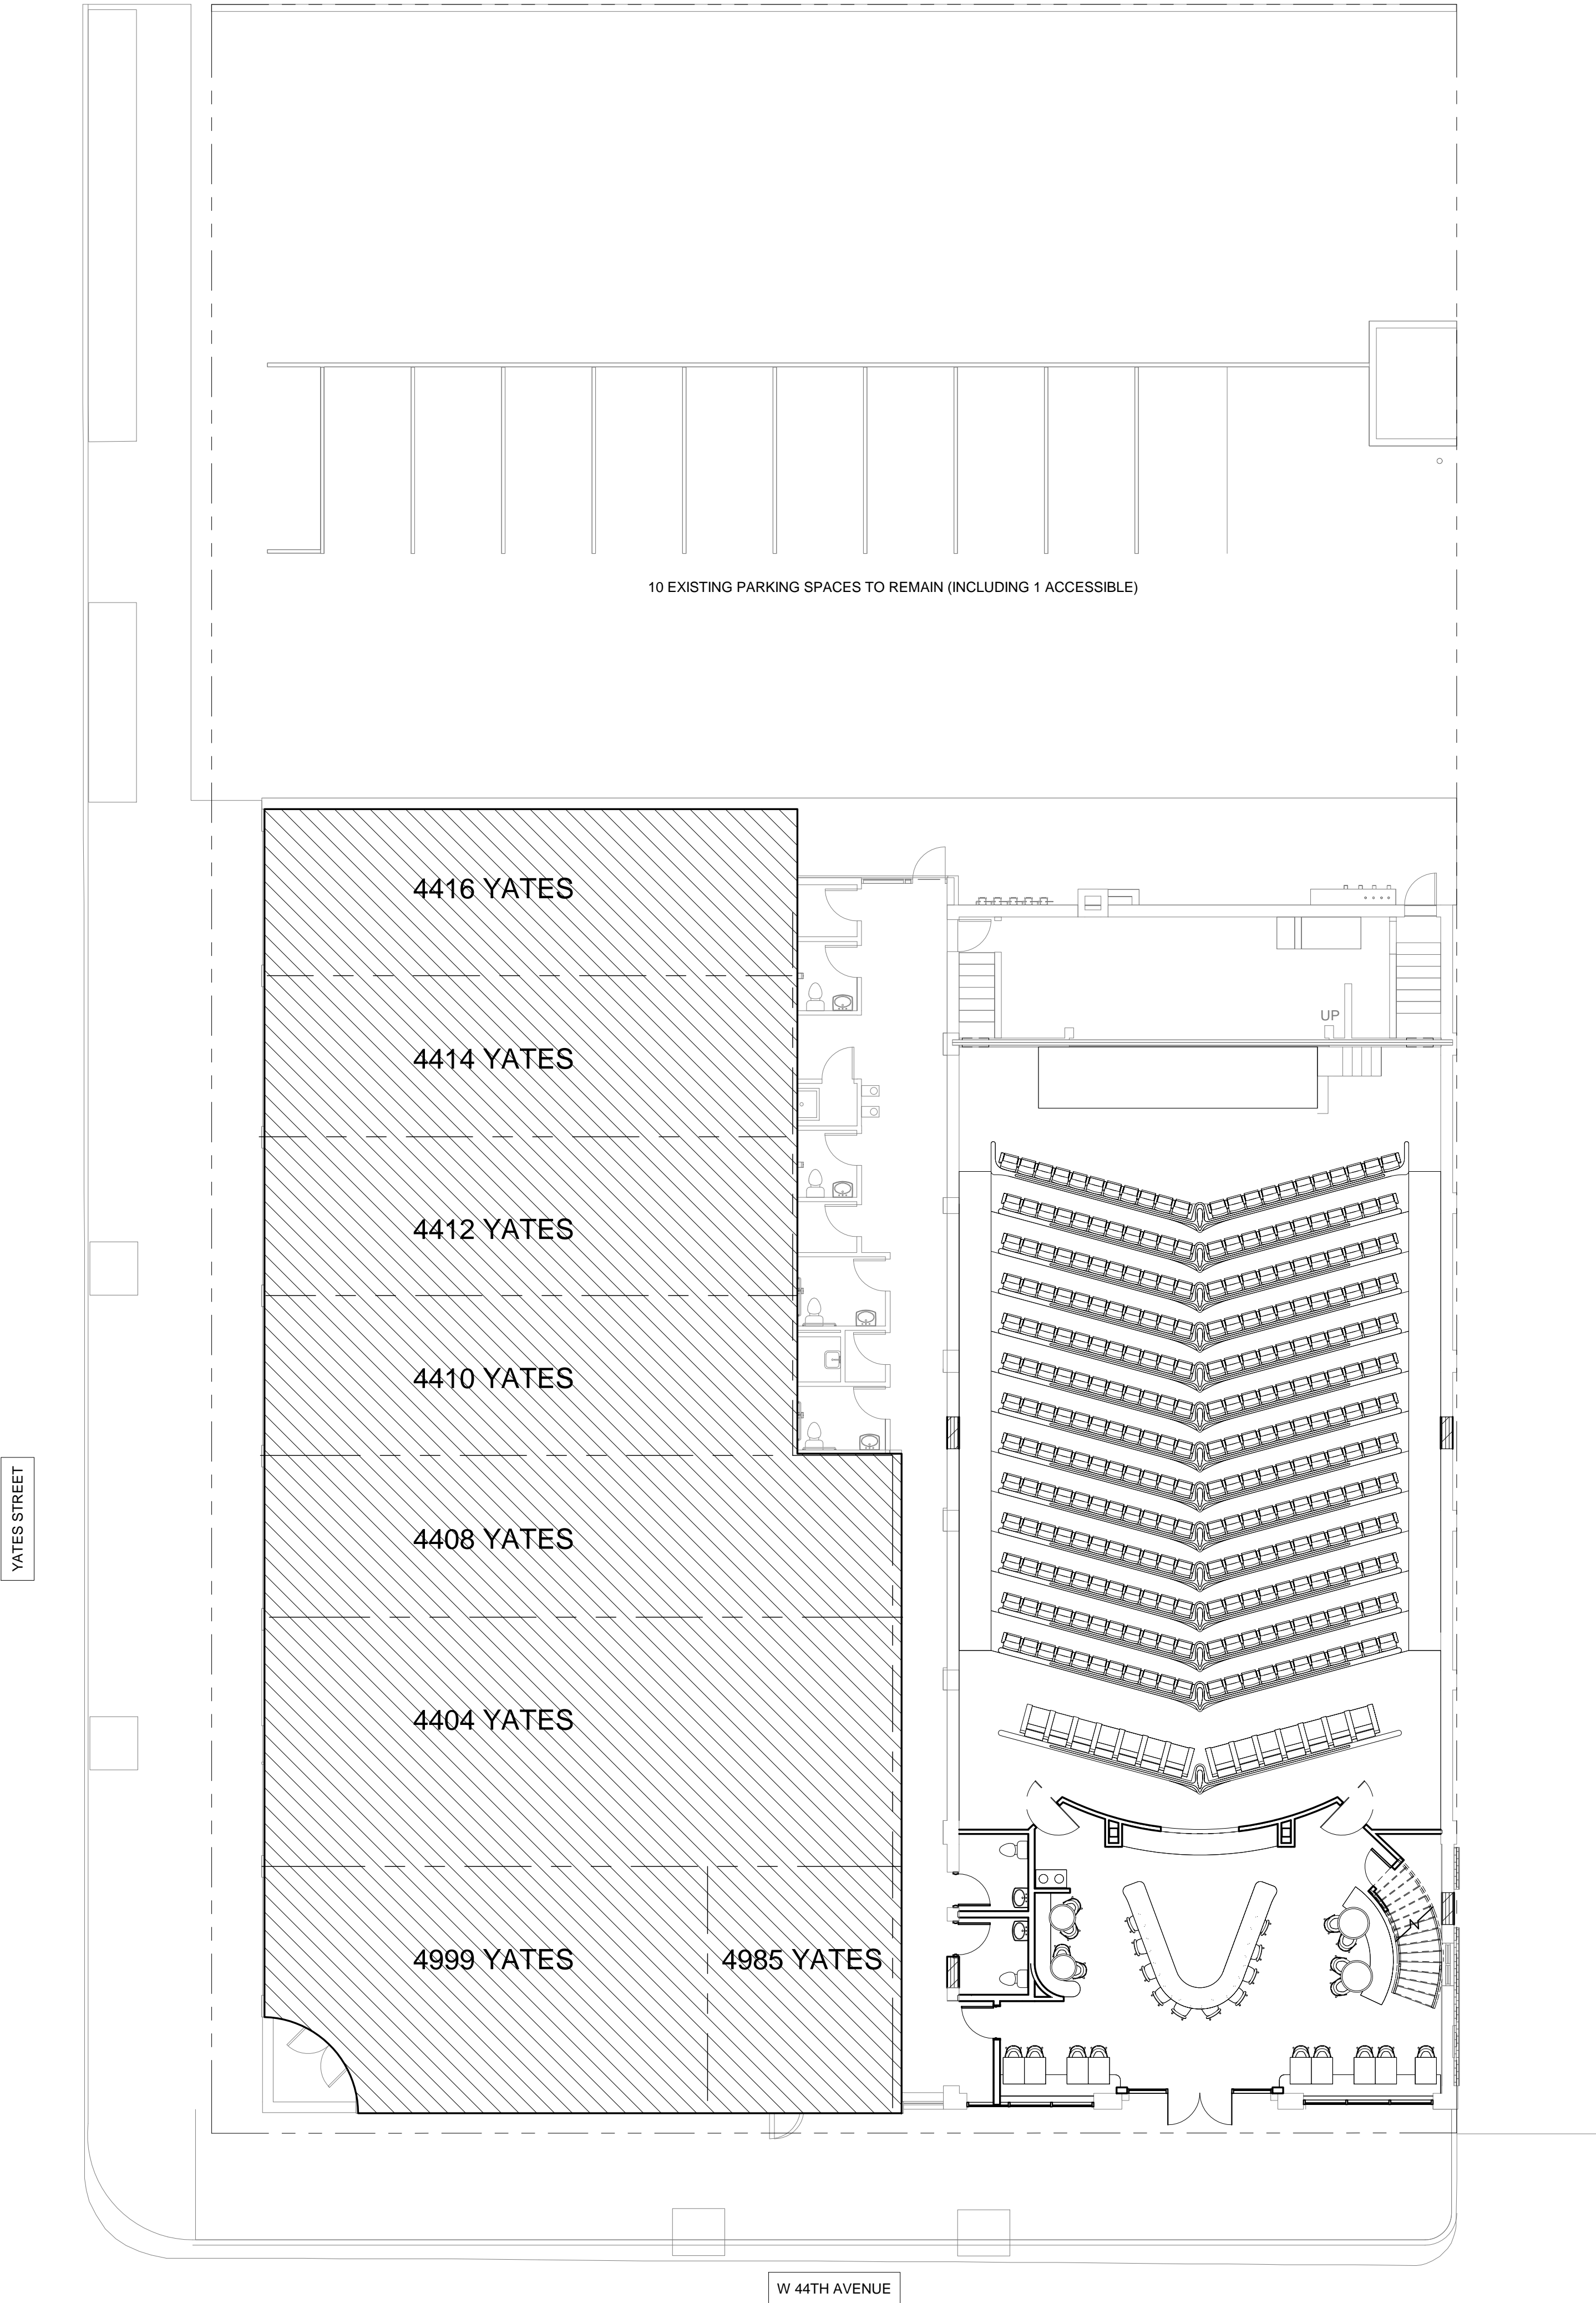 10 EXISTING PARKING SPACES TO REMAIN (INCLUDING 1 ACCESSIBLE)
4416 YATES
UP
4414 YATES
4412 YATES
4410 YATES
YATES STREET
4408 YATES
4404 YATES
4999 YATES
4985 YATES
W 44TH AVENUE